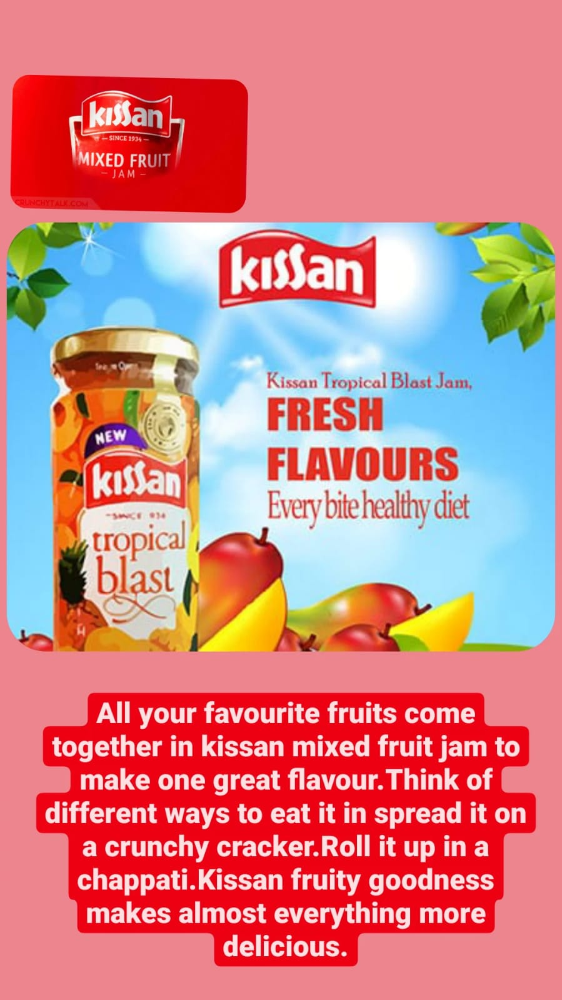 kissan
SINCE 1934
MIXED FRUIT
JAM
CRUNCHYTALK.COM
kissan
Kissan Tropical Blast Jam,
FRESH
FLAVOURS
Every bite healthy diet
NEW
kissan
tropical
blast
All your favourite fruits come
together in kissan mixed fruit jam to
make one great flavour.Think of
different ways to eat it in spread it on
a crunchy cracker.Roll it up in a
chappati.Kissan fruity goodness
makes almost everything more
delicious.